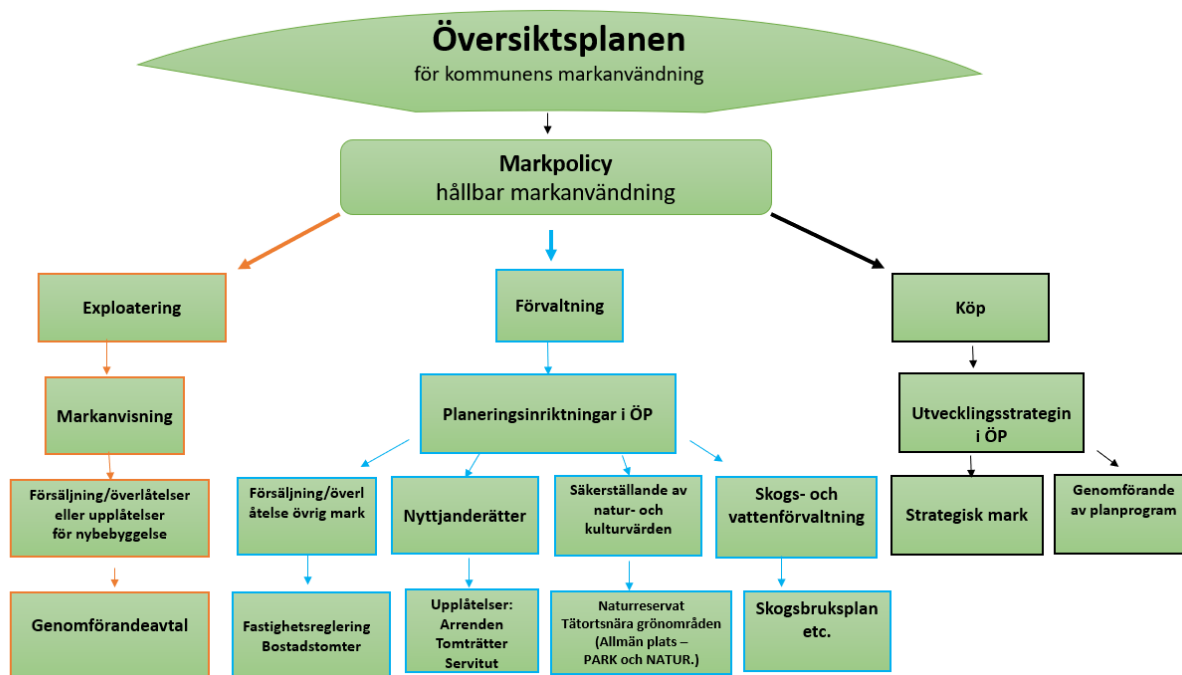 Översiktsplanen
för kommunens markanvändning
Markpolicy
hållbar markanvändning
Exploatering
Förvaltning
Köp
Markanvisning
Planeringsinriktningar i ÖP
Utvecklingsstrategin
i ÖP
Försäljning/överlåtelser
eller upplåtelser
för nybebyggelse
Försäljning/överl
åtelse övrig mark
Nyttjanderätter
Säkerställande av
natur- och
kulturvärden
Skogs- och
vattenförvaltning
Strategisk mark
Genomförande
av planprogram
Genomförandeavtal
Fastighetsreglering
Bostadstomter
Upplåtelser:
Arrenden
Tomträtter
Servitut
Naturreservat
Tätortsnära grönområden
(Allmän plats –
PARK och NATUR.)
Skogsbruksplan
etc.